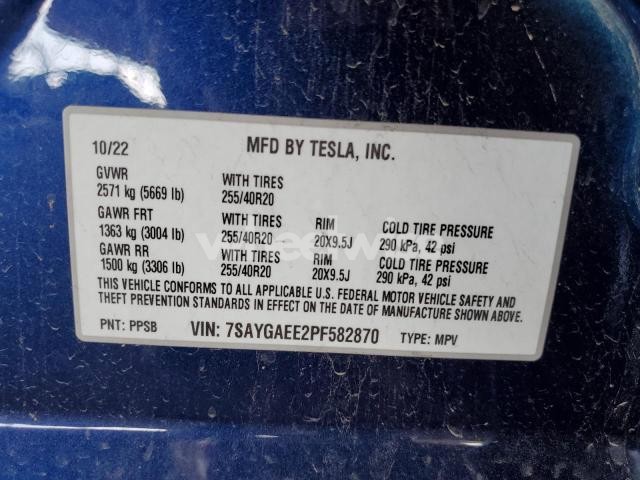 10/22 MFD BY TESLA, INC.
GVWR
2571 kg (5669 lb) WITH TIRES 255/40R20
GAWR FRT WITH TIRES RIM COLD TIRE PRESSURE
1363 kg (3004 lb) 255/40R20 20X9.5J 290 kPa, 42 psi
GAWR RR WITH TIRES RIM COLD TIRE PRESSURE
1500 kg (3306 lb) 255/40R20 20X9.5J 290 kPa, 42 psi
THIS VEHICLE CONFORMS TO ALL APPLICABLE U.S. FEDERAL MOTOR VEHICLE SAFETY AND
THEFT PREVENTION STANDARDS IN EFFECT ON THE DATE OF MANUFACTURE SHOWN ABOVE.
PNT: PPSB VIN: 7SAYGAEE2PF582870 TYPE: MPV